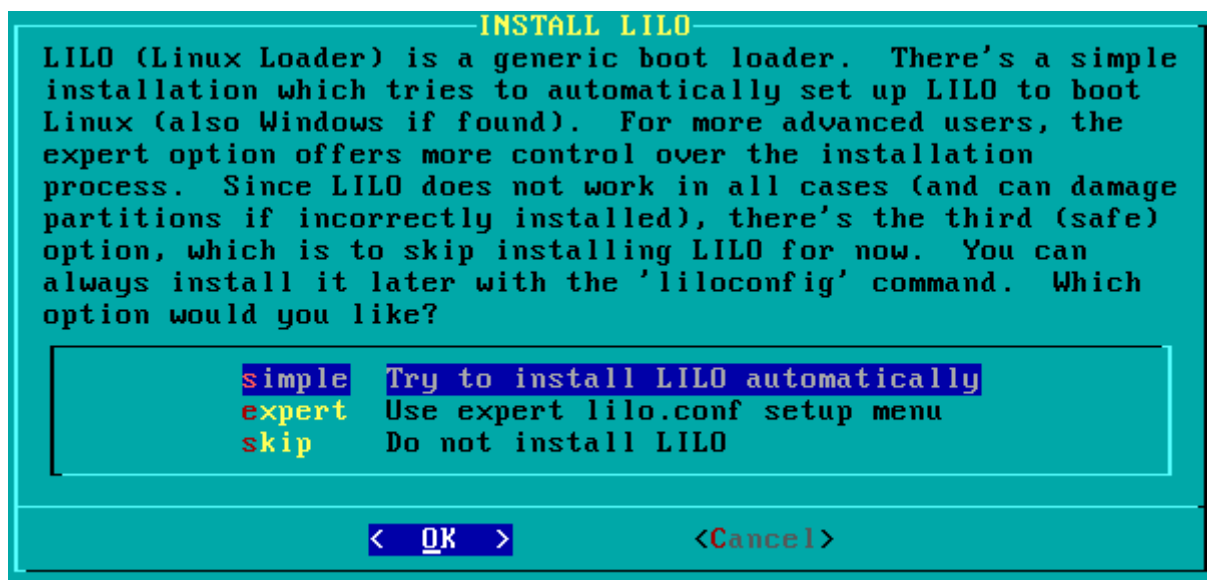 INSTALL LILO
LILO (Linux Loader) is a generic boot loader.  There's a simple
installation which tries to automatically set up LILO to boot
Linux (also Windows if found).  For more advanced users, the
expert option offers more control over the installation
process.  Since LILO does not work in all cases (and can damage
partitions if incorrectly installed), there's the third (safe)
option, which is to skip installing LILO for now.  You can
always install it later with the 'liloconfig' command.  Which
option would you like?
simple  Try to install LILO automatically
expert  Use expert lilo.conf setup menu
skip    Do not install LILO
<  OK  >          <Cancel>